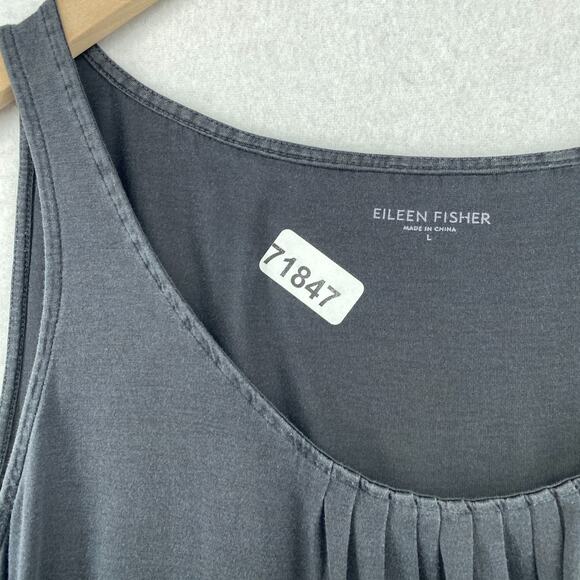 EILEEN FISHER
MADE IN CHINA
L
71847